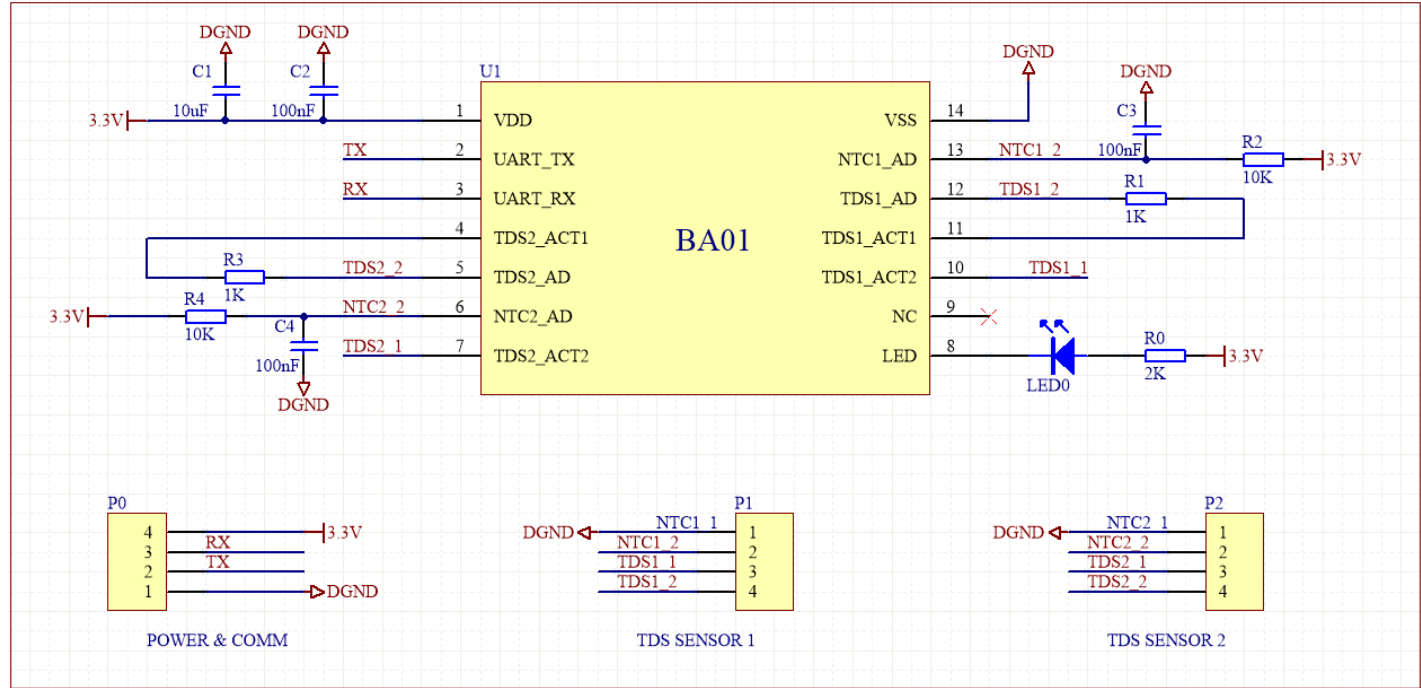 DGND DGND
C1 C2
10uF 100nF
3.3V
U1
BA01
1 VDD
TX 2 UART_TX
RX 3 UART_RX
4 TDS2_ACT1
R3 1K
TDS2_2 5 TDS2_AD
3.3V R4 10K
NTC2_2 6 NTC2_AD
C4 100nF
DGND
TDS2_1 7 TDS2_ACT2
VSS 14
DGND
NTC1_AD 13 NTC1_2
DGND
C3 100nF
R2 10K 3.3V
TDS1_AD 12 TDS1_2
R1 1K
TDS1_ACT1 11
TDS1_ACT2 10 TDS1_1
NC 9
LED 8
LED0
R0 2K 3.3V
P0
4 3.3V
3 RX
2 TX
1 DGND
POWER & COMM
P1
DGND NTC1_1 1
NTC1_2 2
TDS1_1 3
TDS1_2 4
TDS SENSOR 1
P2
DGND NTC2_1 1
NTC2_2 2
TDS2_1 3
TDS2_2 4
TDS SENSOR 2